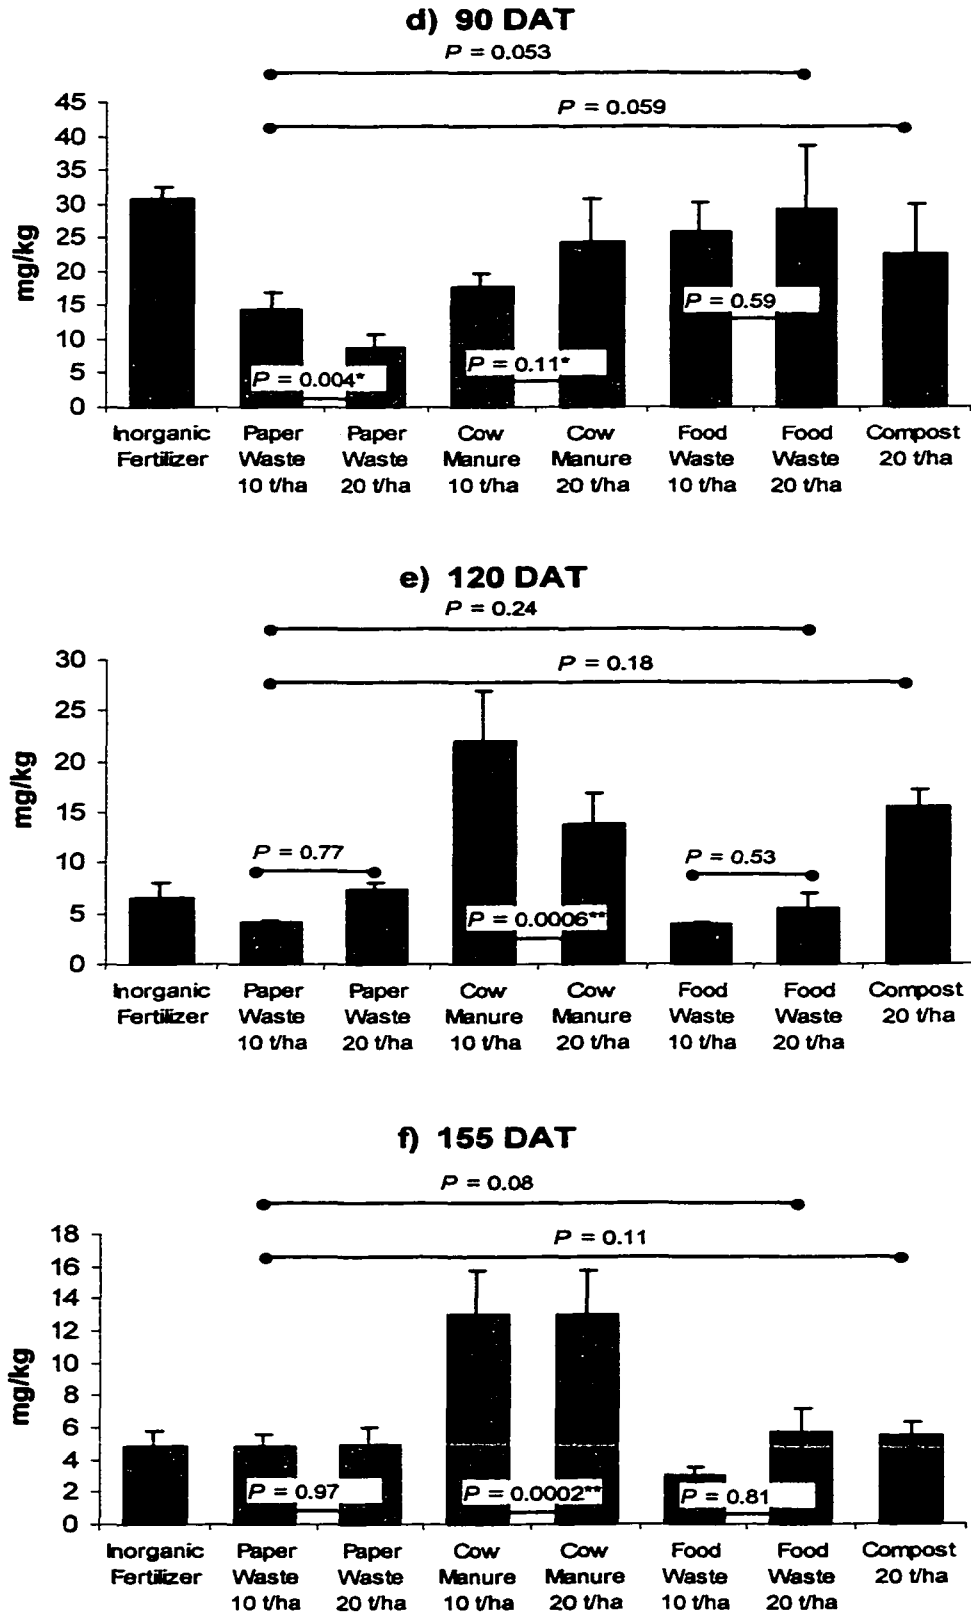 d) 90 DAT
P = 0.053
P = 0.059
45
40
35
30
25
20
15
10
5
0
mg/kg
P = 0.004*
P = 0.11*
P = 0.59
Inorganic Fertilizer
Paper Waste 10 t/ha
Paper Waste 20 t/ha
Cow Manure 10 t/ha
Cow Manure 20 t/ha
Food Waste 10 t/ha
Food Waste 20 t/ha
Compost 20 t/ha
e) 120 DAT
P = 0.24
P = 0.18
30
25
20
15
10
5
0
mg/kg
P = 0.77
P = 0.0006**
P = 0.53
Inorganic Fertilizer
Paper Waste 10 t/ha
Paper Waste 20 t/ha
Cow Manure 10 t/ha
Cow Manure 20 t/ha
Food Waste 10 t/ha
Food Waste 20 t/ha
Compost 20 t/ha
f) 155 DAT
P = 0.08
P = 0.11
18
16
14
12
10
8
6
4
2
0
mg/kg
P = 0.97
P = 0.0002**
P = 0.81
Inorganic Fertilizer
Paper Waste 10 t/ha
Paper Waste 20 t/ha
Cow Manure 10 t/ha
Cow Manure 20 t/ha
Food Waste 10 t/ha
Food Waste 20 t/ha
Compost 20 t/ha